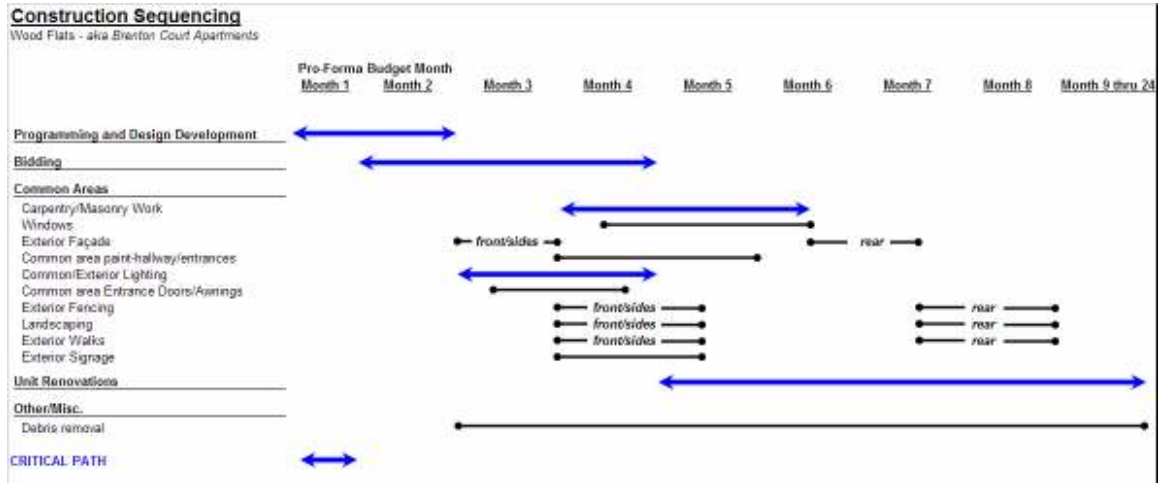 Construction Sequencing
Wood Flats - aka Brenton Court Apartments
Pro-Forma Budget Month
Month 1 Month 2 Month 3 Month 4 Month 5 Month 6 Month 7 Month 8 Month 9 thru 24
Programming and Design Development
Bidding
Common Areas
Carpentry/Masonry Work
Windows
Exterior Façade front/sides rear
Common area paint-hallway/entrances
Common/Exterior Lighting
Common area Entrance Doors/Awnings
Exterior Fencing front/sides rear
Landscaping front/sides rear
Exterior Walks front/sides rear
Exterior Signage
Unit Renovations
Other/Misc.
Debris removal
CRITICAL PATH